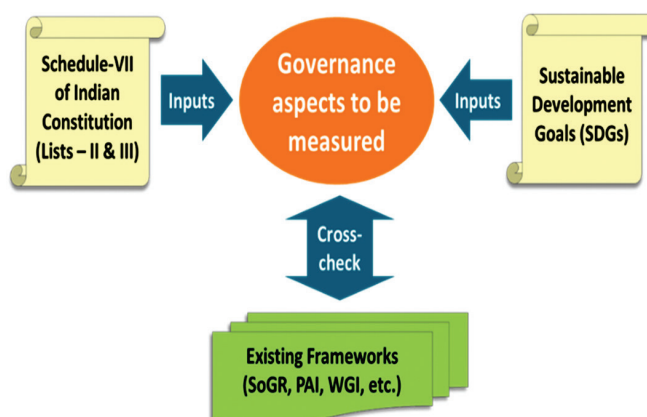 Schedule-VII
of Indian
Constitution
(Lists – II & III)
Inputs
Governance
aspects to be
measured
Inputs
Sustainable
Development
Goals (SDGs)
Cross-
check
Existing Frameworks
(SoGR, PAI, WGI, etc.)